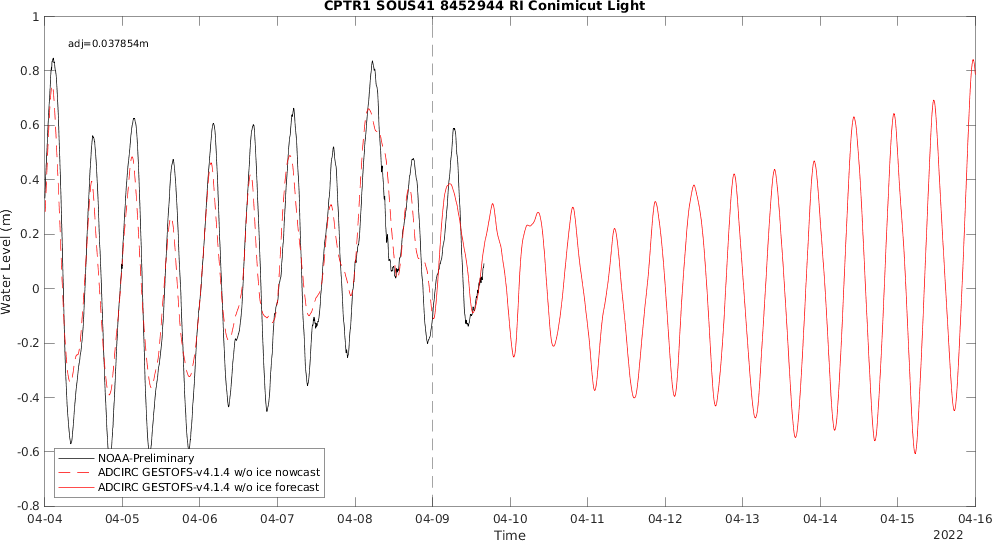 CPTR1 SOUS41 8452944 RI Conimicut Light
adj=0.037854m
1
0.8
0.6
0.4
0.2
0
-0.2
-0.4
-0.6
-0.8
Water Level (m)
NOAA-Preliminary
ADCIRC GESTOFS-v4.1.4 w/o ice nowcast
ADCIRC GESTOFS-v4.1.4 w/o ice forecast
04-04 04-05 04-06 04-07 04-08 04-09 04-10 04-11 04-12 04-13 04-14 04-15 04-16
Time
2022